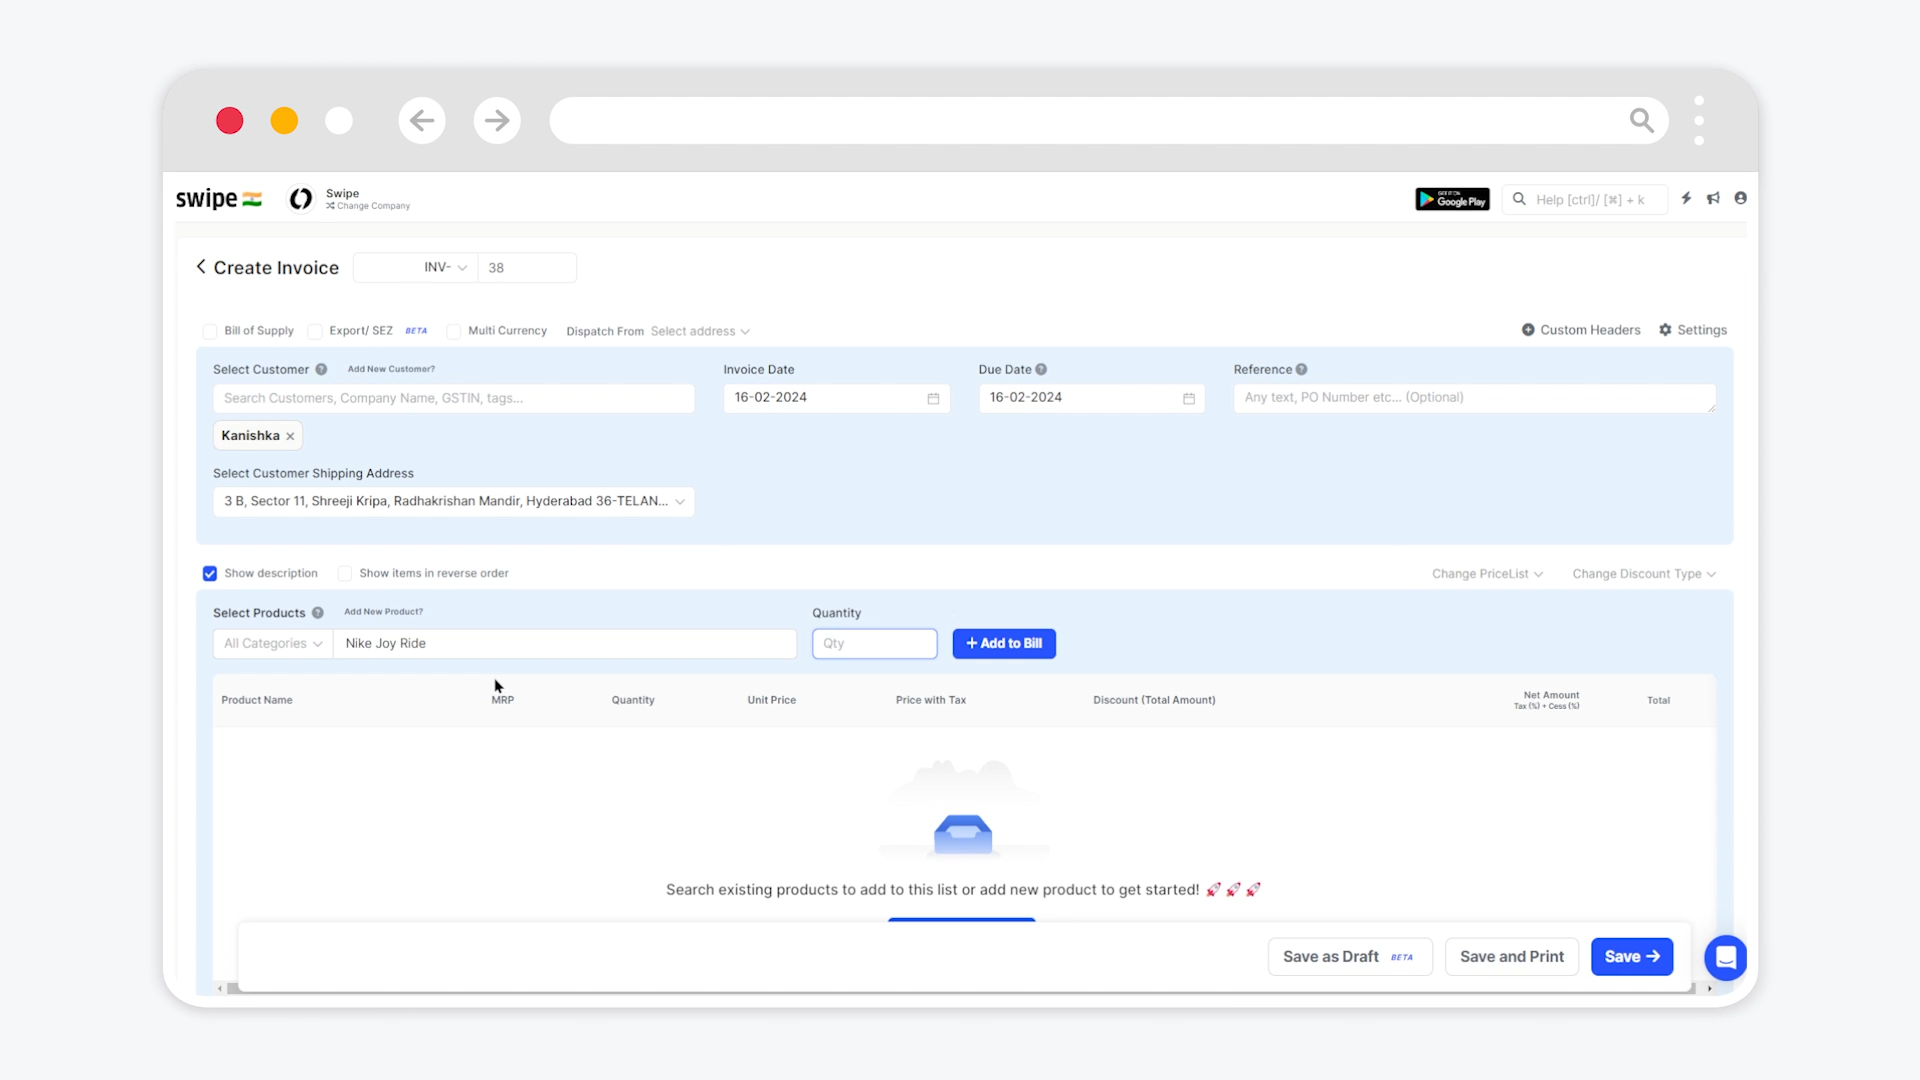 swipe
Swipe
Change Company
GET IT ON
Google Play
Help [ctrl]/ [⌘] + k
Create Invoice
INV-
38
Bill of Supply
Export/ SEZ BETA
Multi Currency
Dispatch From Select address
Custom Headers
Settings
Select Customer
Add New Customer?
Invoice Date
Due Date
Reference
Search Customers, Company Name, GSTIN, tags...
16-02-2024
16-02-2024
Any text, PO Number etc... (Optional)
Kanishka
Select Customer Shipping Address
3 B, Sector 11, Shreeji Kripa, Radhakrishan Mandir, Hyderabad 36-TELAN...
Show description
Show items in reverse order
Change PriceList
Change Discount Type
Select Products
Add New Product?
Quantity
All Categories
Nike Joy Ride
Qty
+ Add to Bill
Product Name
MRP
Quantity
Unit Price
Price with Tax
Discount (Total Amount)
Net Amount
Tax (%) + Cess (%)
Total
Search existing products to add to this list or add new product to get started! 🚀 🚀 🚀
Save as Draft BETA
Save and Print
Save →